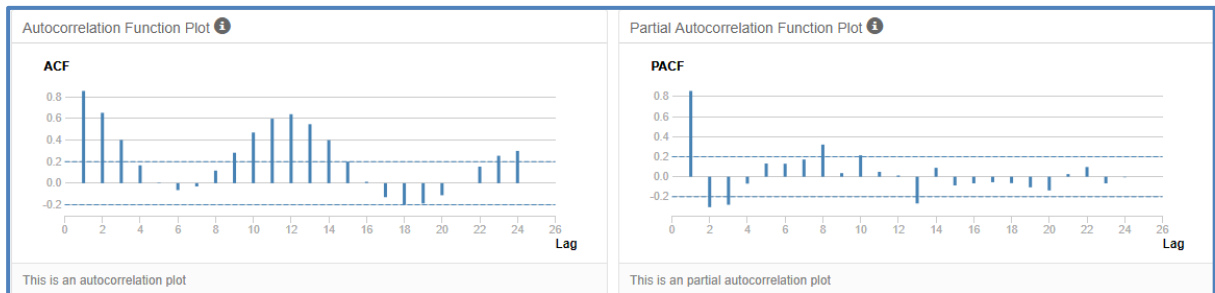 Autocorrelation Function Plot i
ACF
0.8
0.6
0.4
0.2
0.0
-0.2
0 2 4 6 8 10 12 14 16 18 20 22 24 26
Lag
This is an autocorrelation plot
Partial Autocorrelation Function Plot i
PACF
0.8
0.6
0.4
0.2
0.0
-0.2
0 2 4 6 8 10 12 14 16 18 20 22 24 26
Lag
This is an partial autocorrelation plot